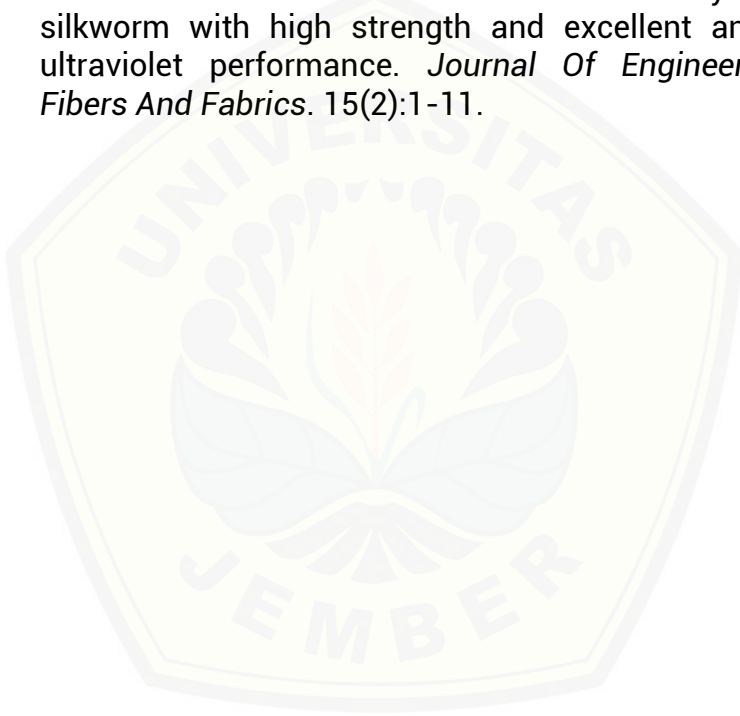 silkworm with high strength and excellent an
ultraviolet performance. Journal Of Engineer
Fibers And Fabrics. 15(2):1-11.
UNIVERSITAS
JEMBER